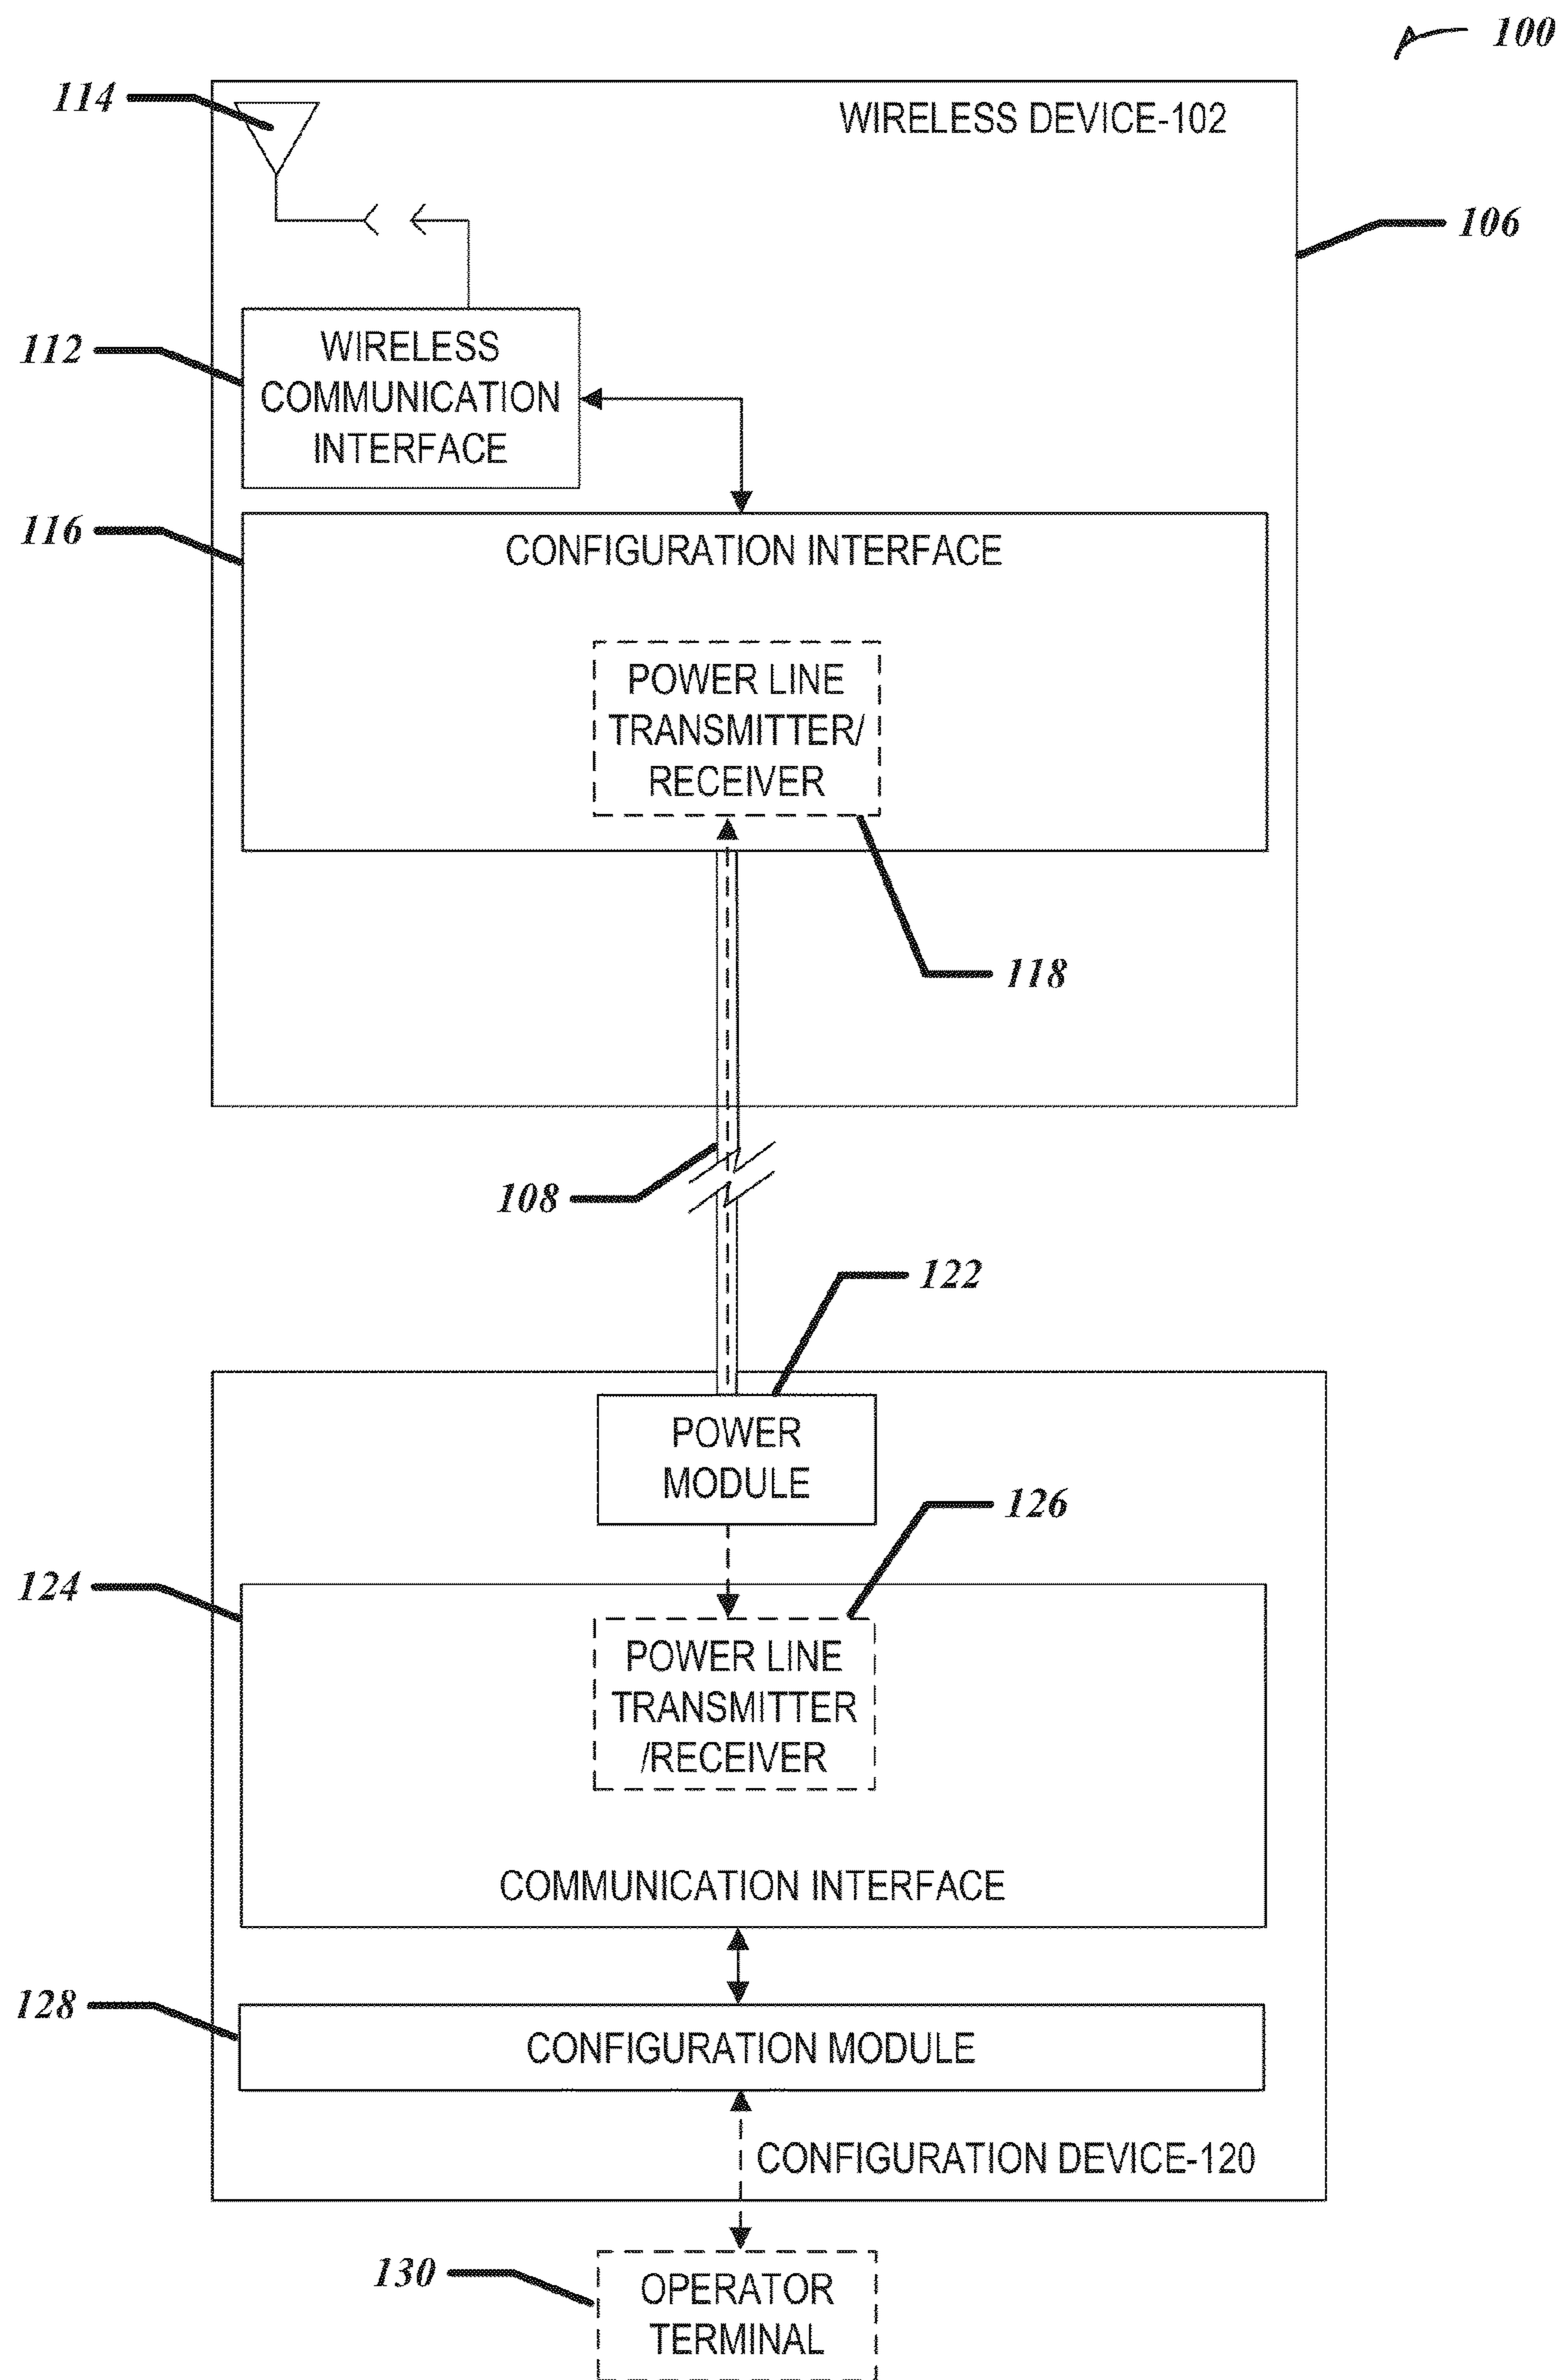 100
114
WIRELESS DEVICE-102
106
112
WIRELESS
COMMUNICATION
INTERFACE
116
CONFIGURATION INTERFACE
POWER LINE
TRANSMITTER/
RECEIVER
118
108
122
POWER
MODULE
126
124
POWER LINE
TRANSMITTER
/RECEIVER
COMMUNICATION INTERFACE
128
CONFIGURATION MODULE
CONFIGURATION DEVICE-120
130
OPERATOR
TERMINAL